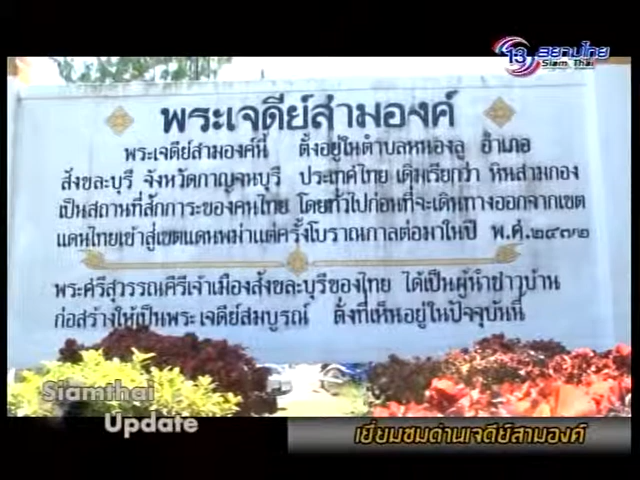 13 สยามไทย
Siam Thai
พระเจดีย์สามองค์
พระเจดีย์สามองค์นี้ ตั้งอยู่ในตำบลหนองลู อำเภอ
สังขละบุรี จังหวัดกาญจนบุรี ประเทศไทย เดิมเรียกว่า หินสามกอง
เป็นสถานที่สักการะของคนไทย โดยทั่วไปก่อนที่จะเดินทางออกจากเขต
แดนไทยเข้าสู่เขตแดนพม่าแต่ครั้งโบราณกาลต่อมาในปี พ.ศ.๒๔๗๒
พระศรีสุวรรณคีรีเจ้าเมืองสังขละบุรีของไทย ได้เป็นผู้นำชาวบ้าน
ก่อสร้างให้เป็นพระเจดีย์สมบูรณ์ ดั่งที่เห็นอยู่ในปัจจุบันนี้
Siamthai
Update
เยี่ยมชมด่านเจดีย์สามองค์